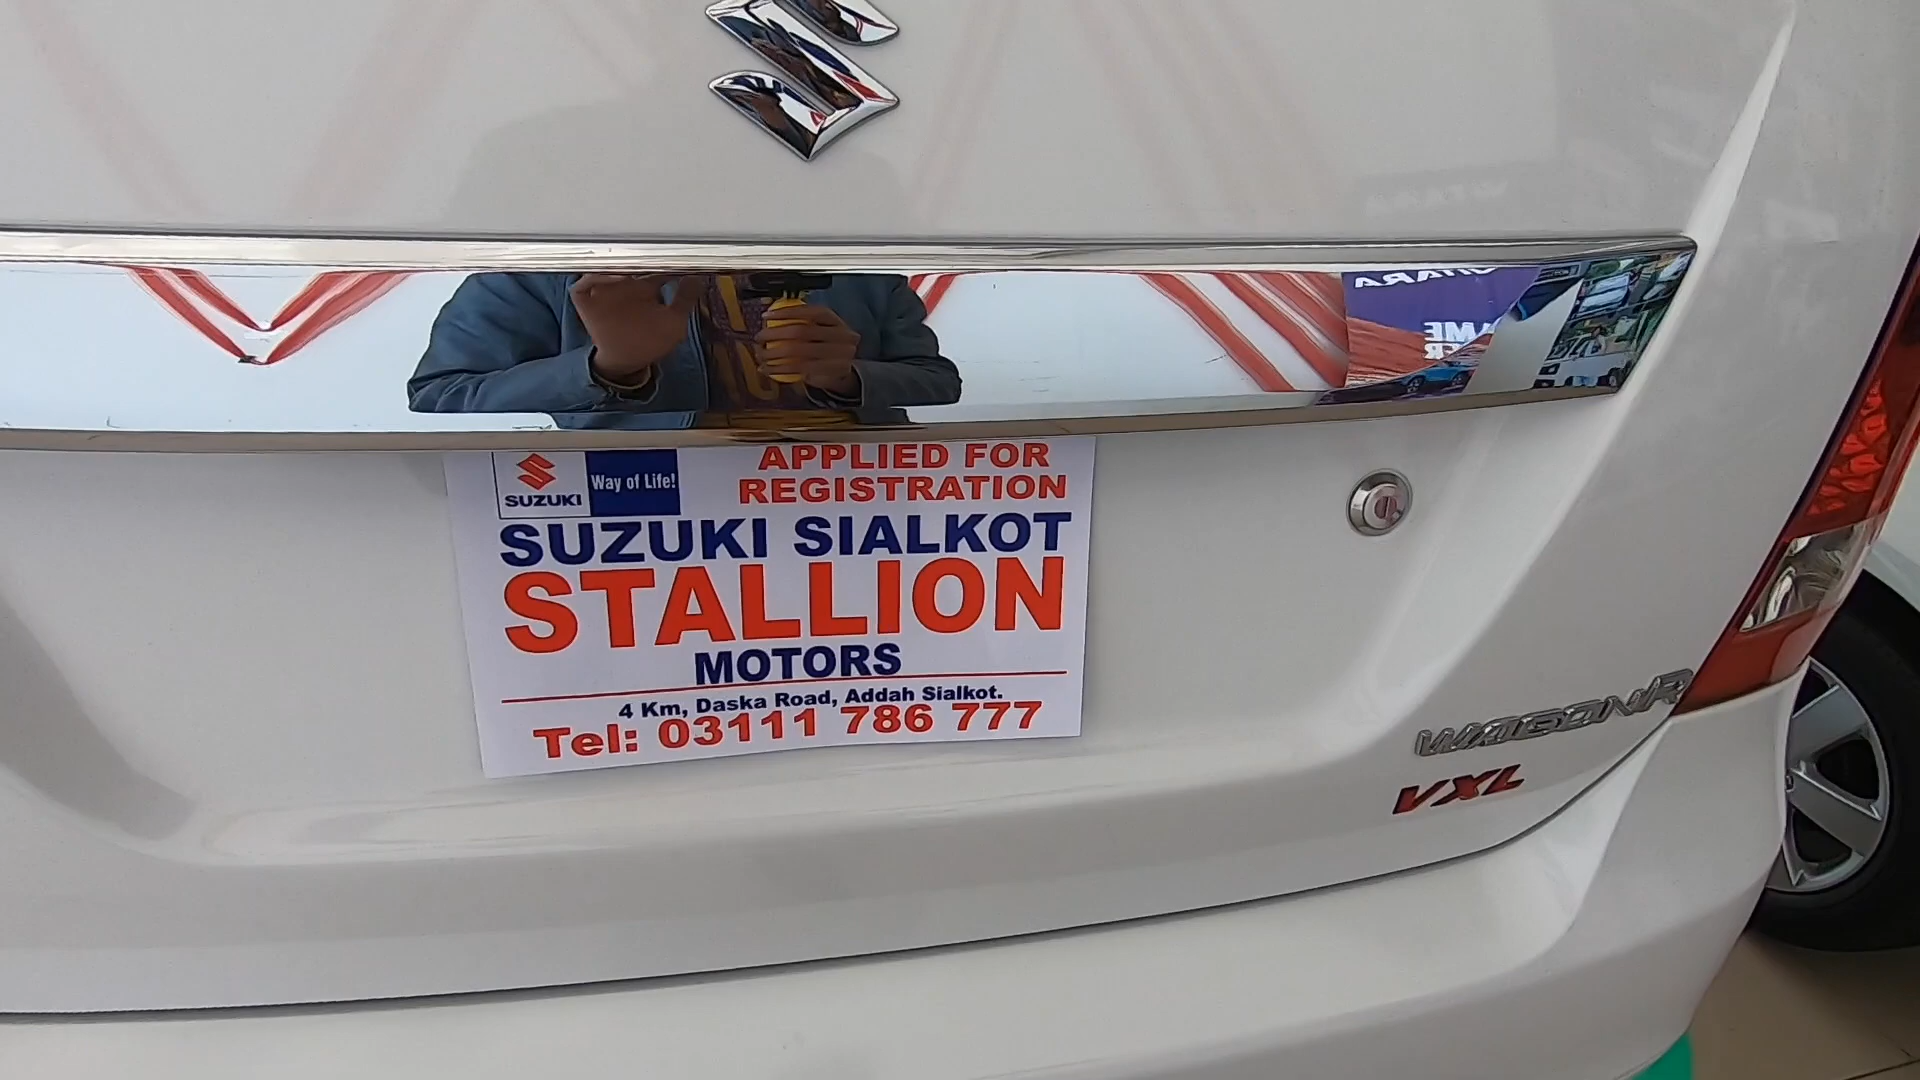 SUZUKI
Way of Life!
APPLIED FOR
REGISTRATION
SUZUKI SIALKOT
STALLION
MOTORS
4 Km, Daska Road, Addah Sialkot.
Tel: 03111 786 777
WAGONR
VXL